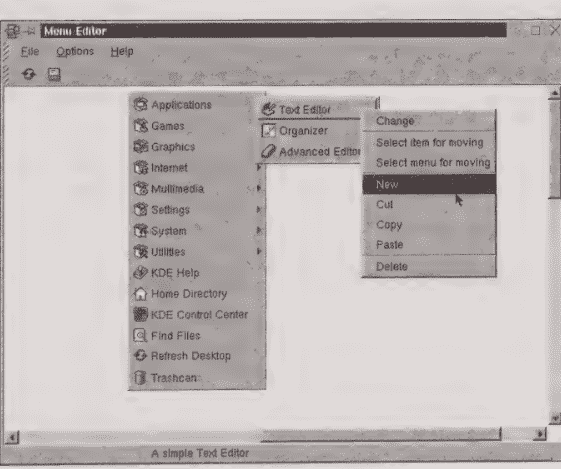 Menu Editor
File Options Help
Applications
Games
Graphics
Internet
Multimedia
Settings
System
Utilities
KDE Help
Home Directory
KDE Control Center
Find Files
Refresh Desktop
Trashcan
Text Editor
Organizer
Advanced Editor
Change
Select item for moving
Select menu for moving
New
Cut
Copy
Paste
Delete
A simple Text Editor